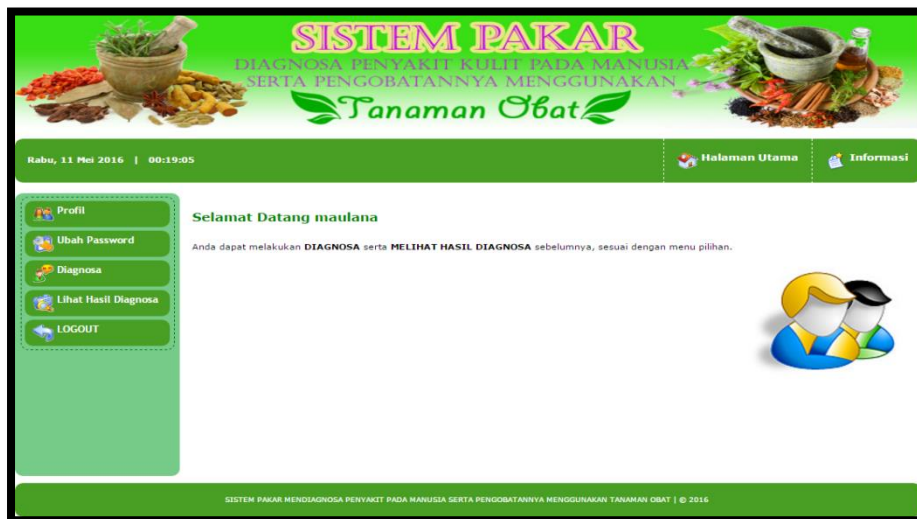 SISTEM PAKAR
DIAGNOSA PENYAKIT KULIT PADA MANUSIA
SERTA PENGOBATANNYA MENGGUNAKAN
Tanaman Obat
Rabu, 11 Mei 2016 | 00:19:05
Halaman Utama
Informasi
Profil
Ubah Password
Diagnosa
Lihat Hasil Diagnosa
LOGOUT
Selamat Datang maulana
Anda dapat melakukan DIAGNOSA serta MELIHAT HASIL DIAGNOSA sebelumnya, sesuai dengan menu pilihan.
SISTEM PAKAR MENDIAGNOSA PENYAKIT PADA MANUSIA SERTA PENGOBATANNYA MENGGUNAKAN TANAMAN OBAT | © 2016